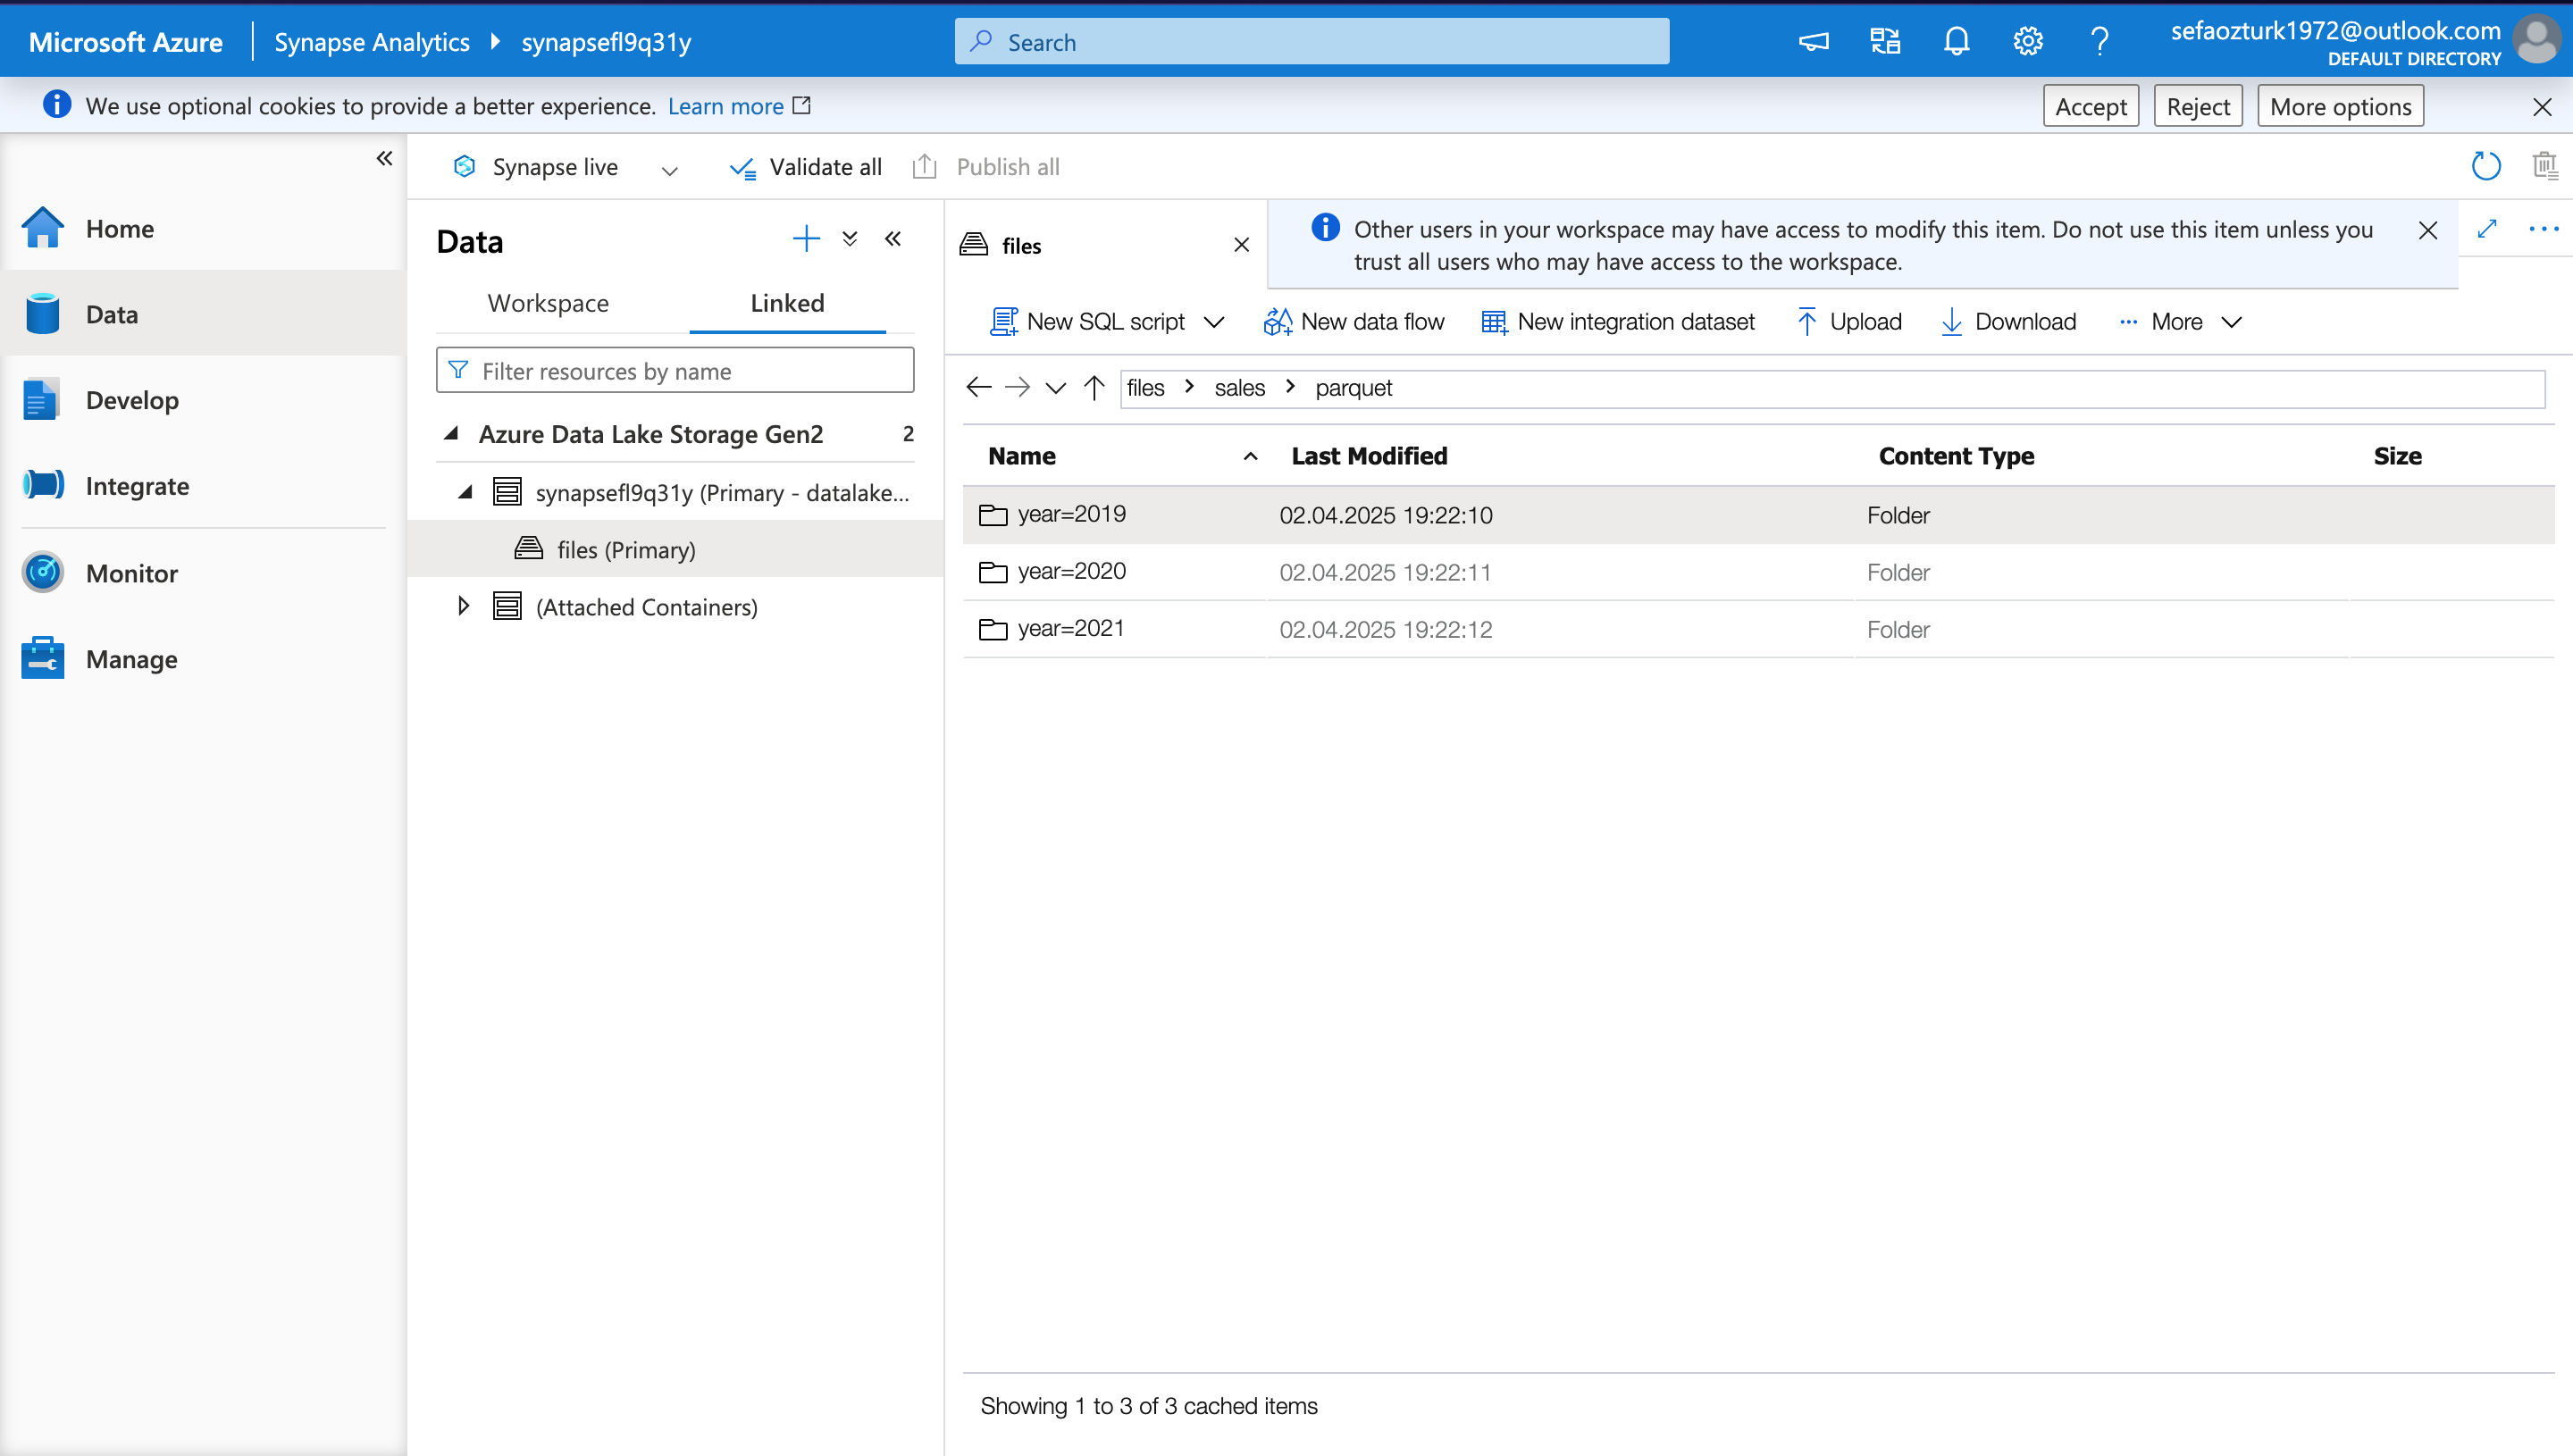 Microsoft Azure Synapse Analytics synapsefl9q31y Search sefaozturk1972@outlook.com
DEFAULT DIRECTORY
We use optional cookies to provide a better experience. Learn more Accept Reject More options
Synapse live Validate all Publish all
Home
Data
Develop
Integrate
Monitor
Manage
Data
Workspace Linked
Filter resources by name
Azure Data Lake Storage Gen2 2
synapsefl9q31y (Primary - datalake...
files (Primary)
(Attached Containers)
files
Other users in your workspace may have access to modify this item. Do not use this item unless you
trust all users who may have access to the workspace.
New SQL script New data flow New integration dataset Upload Download More
files sales parquet
Name Last Modified Content Type Size
year=2019 02.04.2025 19:22:10 Folder
year=2020 02.04.2025 19:22:11 Folder
year=2021 02.04.2025 19:22:12 Folder
Showing 1 to 3 of 3 cached items